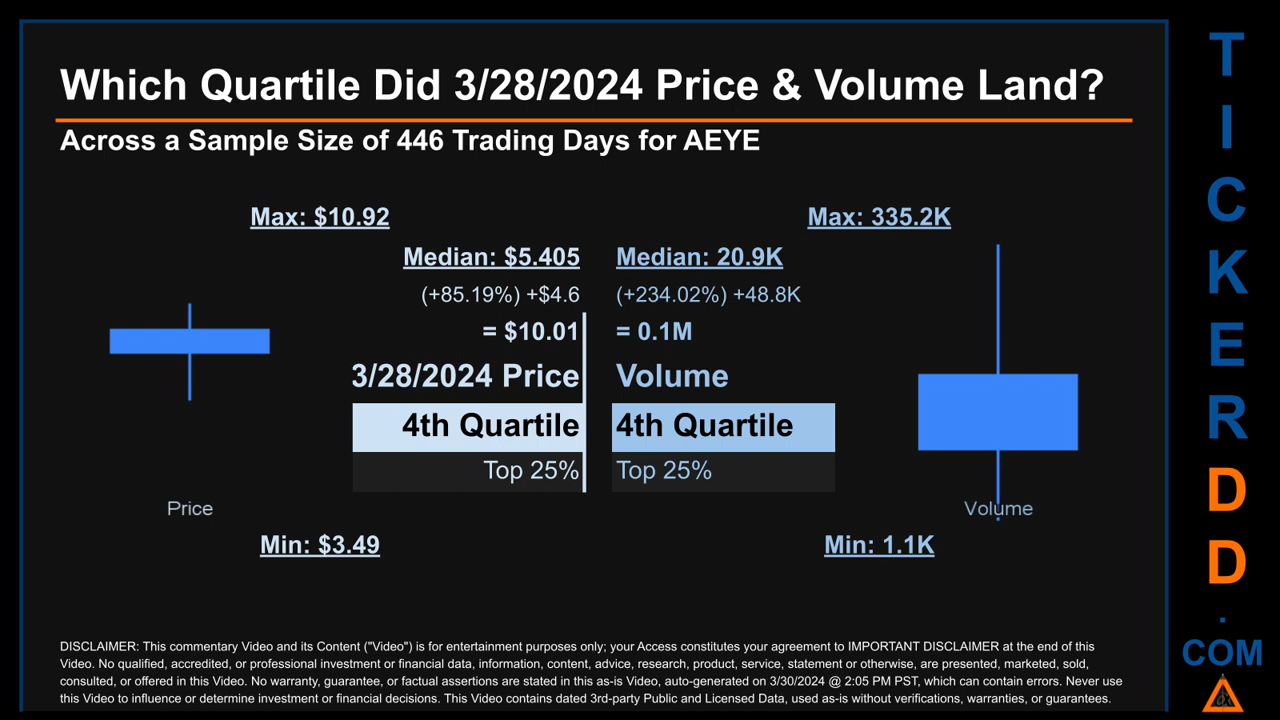 Which Quartile Did 3/28/2024 Price & Volume Land?
Across a Sample Size of 446 Trading Days for AEYE
Max: $10.92
Median: $5.405
(+85.19%) +$4.6
= $10.01
3/28/2024 Price
4th Quartile
Top 25%
Price
Min: $3.49
Max: 335.2K
Median: 20.9K
(+234.02%) +48.8K
= 0.1M
Volume
4th Quartile
Top 25%
Volume
Min: 1.1K
DISCLAIMER: This commentary Video and its Content ("Video") is for entertainment purposes only; your Access constitutes your agreement to IMPORTANT DISCLAIMER at the end of this
Video. No qualified, accredited, or professional investment or financial data, information, content, advice, research, product, service, statement or otherwise, are presented, marketed, sold,
consulted, or offered in this Video. No warranty, guarantee, or factual assertions are stated in this as-is Video, auto-generated on 3/30/2024 @ 2:05 PM PST, which can contain errors. Never use
this Video to influence or determine investment or financial decisions. This Video contains dated 3rd-party Public and Licensed Data, used as-is without verifications, warranties, or guarantees.
T
I
C
K
E
R
D
D
.
COM